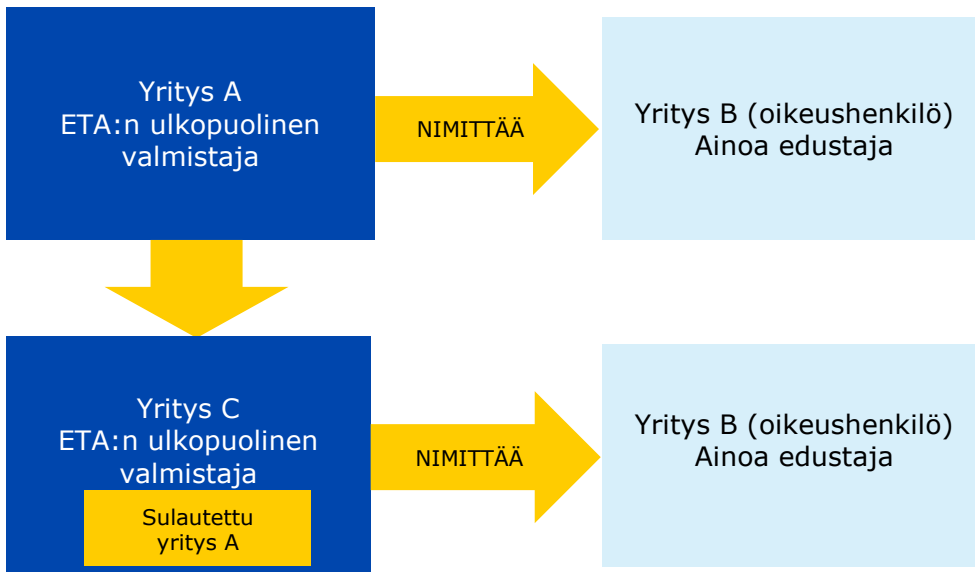 Yritys A
ETA:n ulkopuolinen
valmistaja
NIMITTÄÄ
Yritys B (oikeushenkilö)
Ainoa edustaja
Yritys C
ETA:n ulkopuolinen
valmistaja
Sulautettu
yritys A
NIMITTÄÄ
Yritys B (oikeushenkilö)
Ainoa edustaja